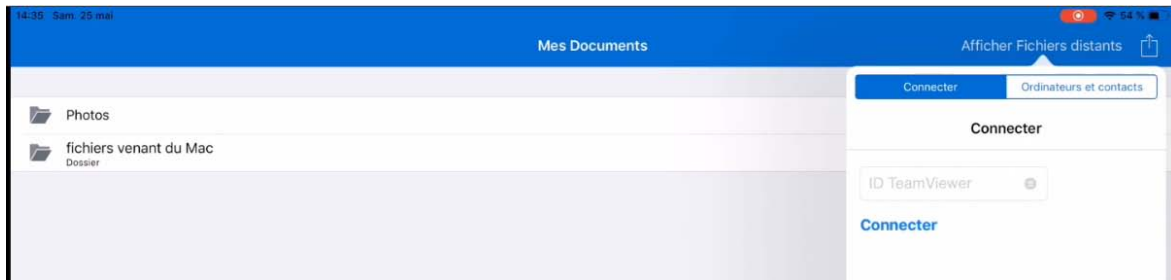 14:35 Sam. 25 mai
54 %
Mes Documents
Afficher Fichiers distants
Connecter
Ordinateurs et contacts
Photos
Connecter
fichiers venant du Mac
Dossier
ID TeamViewer
Connecter